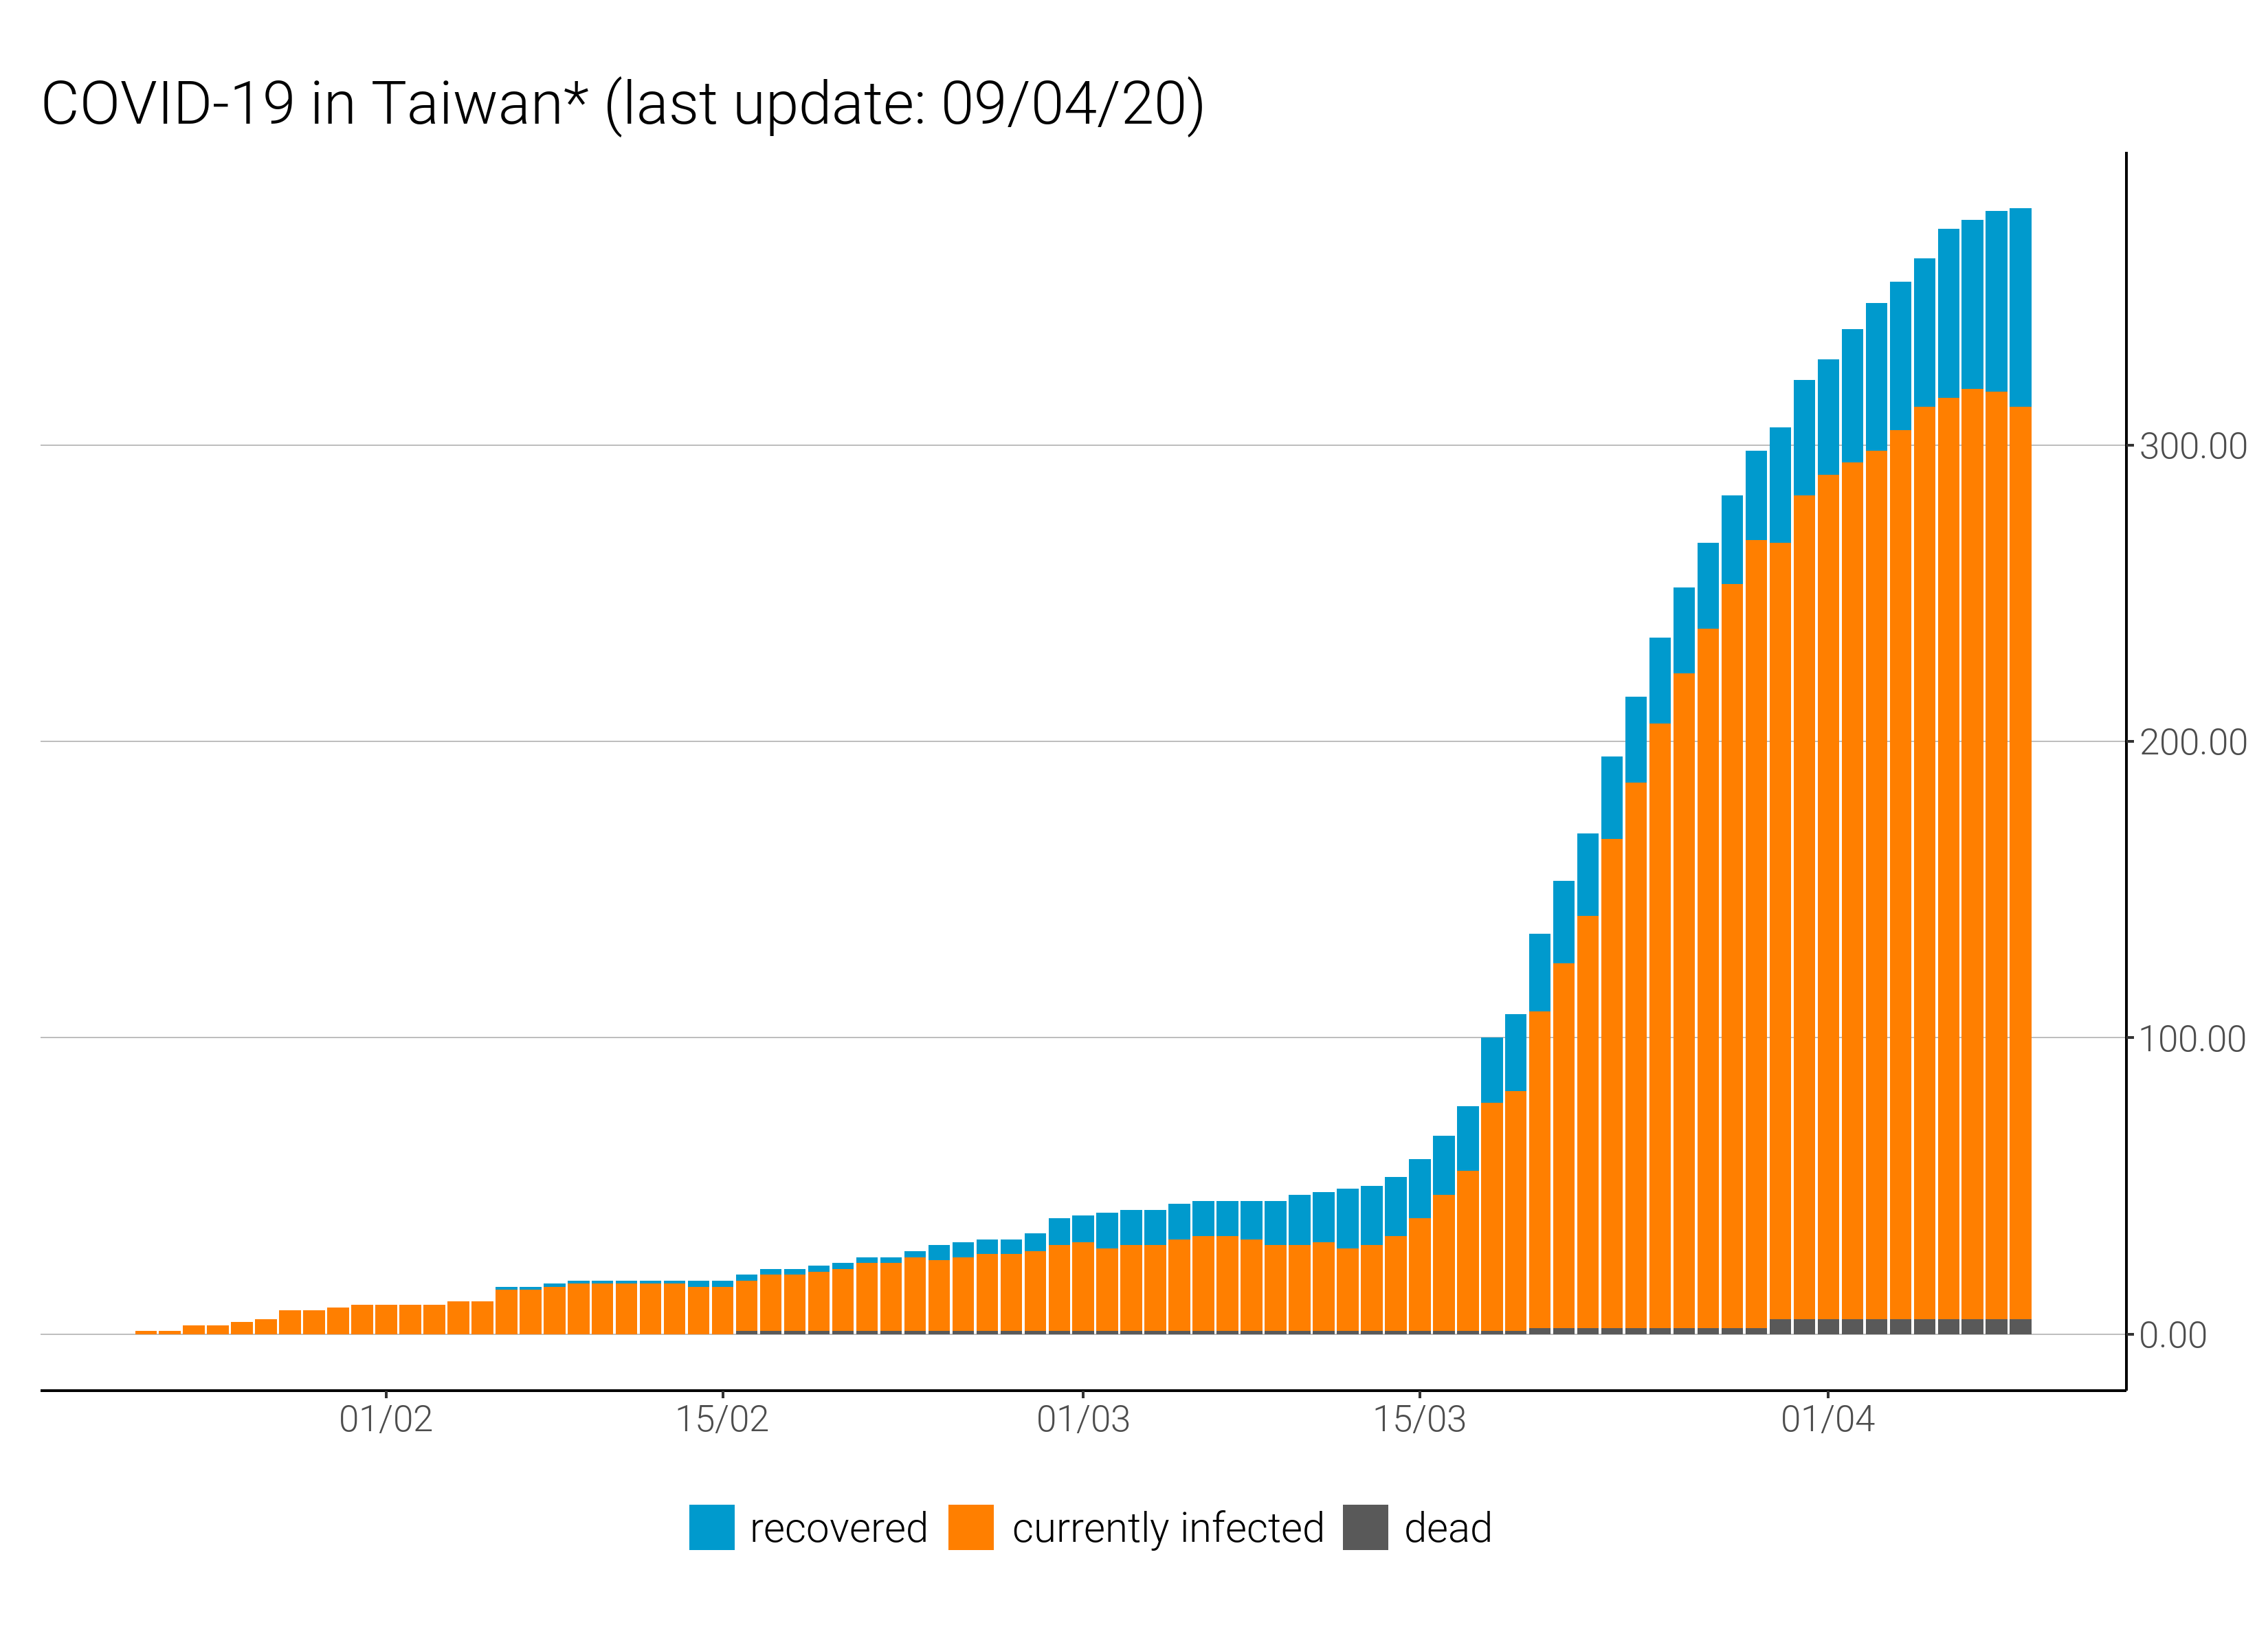 COVID-19 in Taiwan* (last update: 09/04/20)
300.00
200.00
100.00
0.00
01/02 15/02 01/03 15/03 01/04
recovered currently infected dead